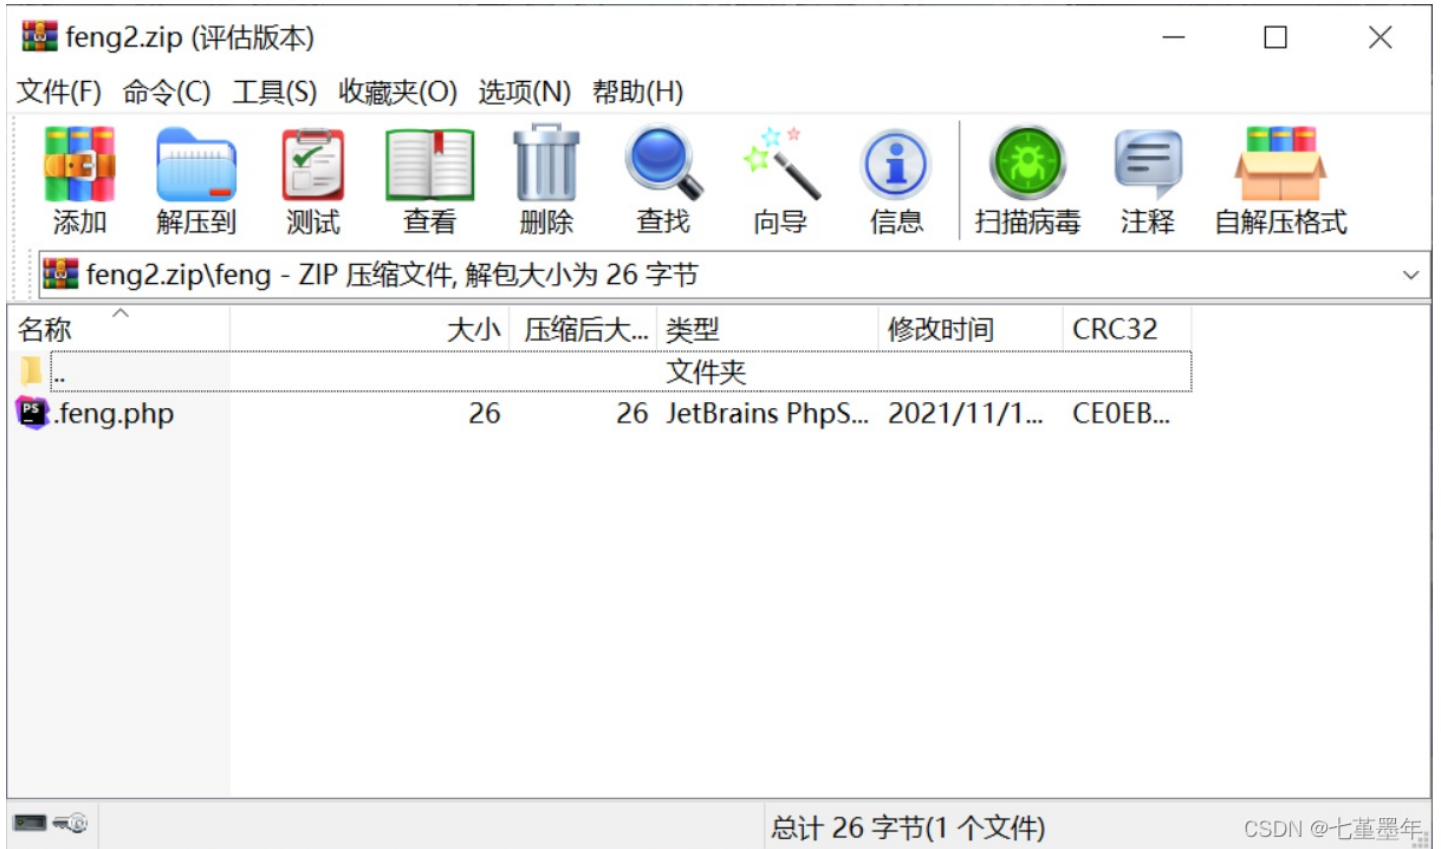 feng2.zip (评估版本)
文件(F) 命令(C) 工具(S) 收藏夹(O) 选项(N) 帮助(H)
添加 解压到 测试 查看 删除 查找 向导 信息 扫描病毒 注释 自解压格式
feng2.zip\feng - ZIP 压缩文件, 解包大小为 26 字节
名称 大小 压缩后大... 类型 修改时间 CRC32
.. 文件夹
PS .feng.php 26 26 JetBrains PhpS... 2021/11/1... CE0EB...
总计 26 字节(1 个文件)
CSDN @七堇墨年